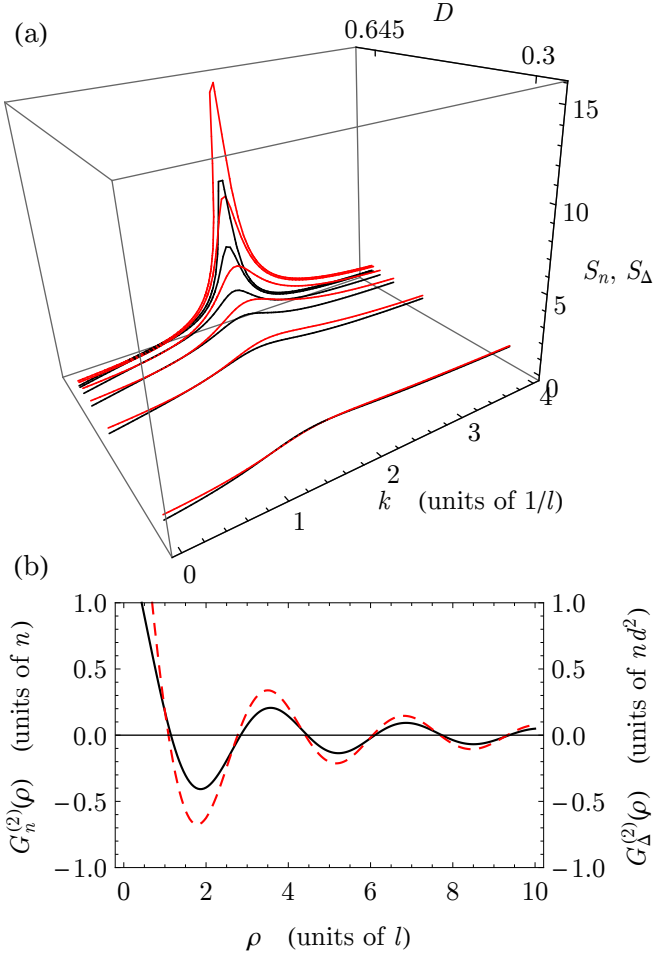 (a)
D
0.645
0.3
15
10
S_n, S_Δ
5
0
4
3
2
k (units of 1/l)
1
0
(b)
1.0
0.5
0.0
−0.5
−1.0
G_n^(2)(ρ) (units of n)
1.0
0.5
0.0
−0.5
−1.0
G_Δ^(2)(ρ) (units of nd²)
0 2 4 6 8 10
ρ (units of l)